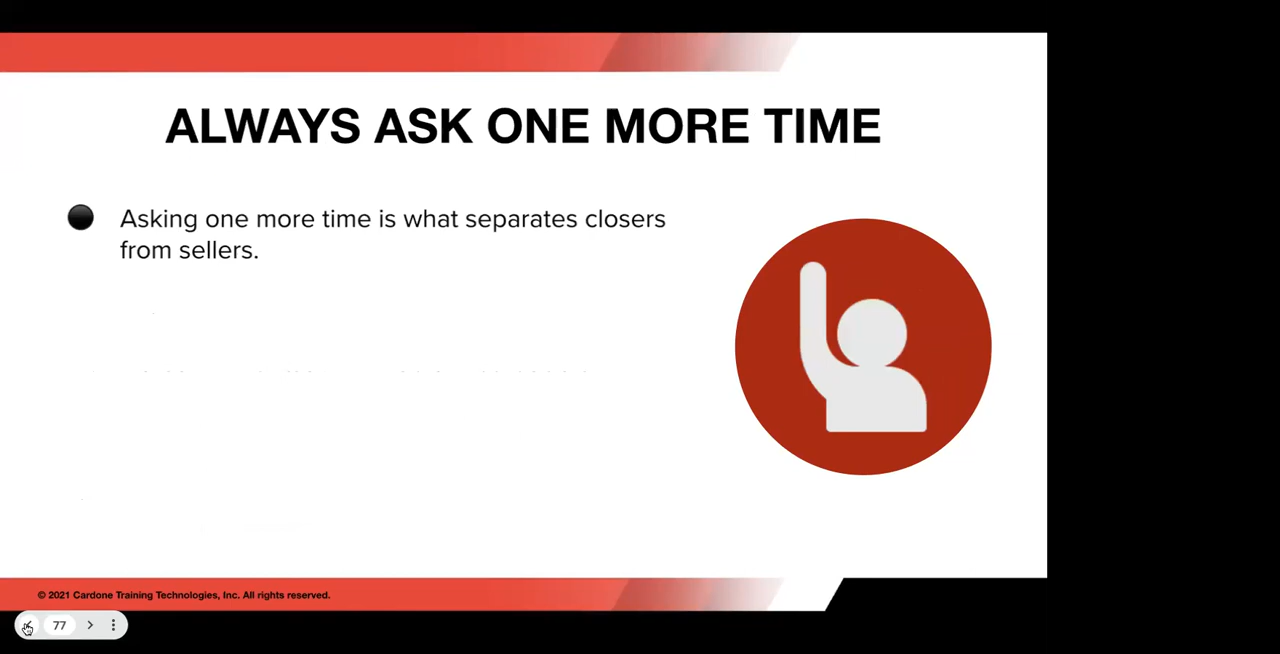 ALWAYS ASK ONE MORE TIME
Asking one more time is what separates closers
from sellers.
© 2021 Cardone Training Technologies, Inc. All rights reserved.
77